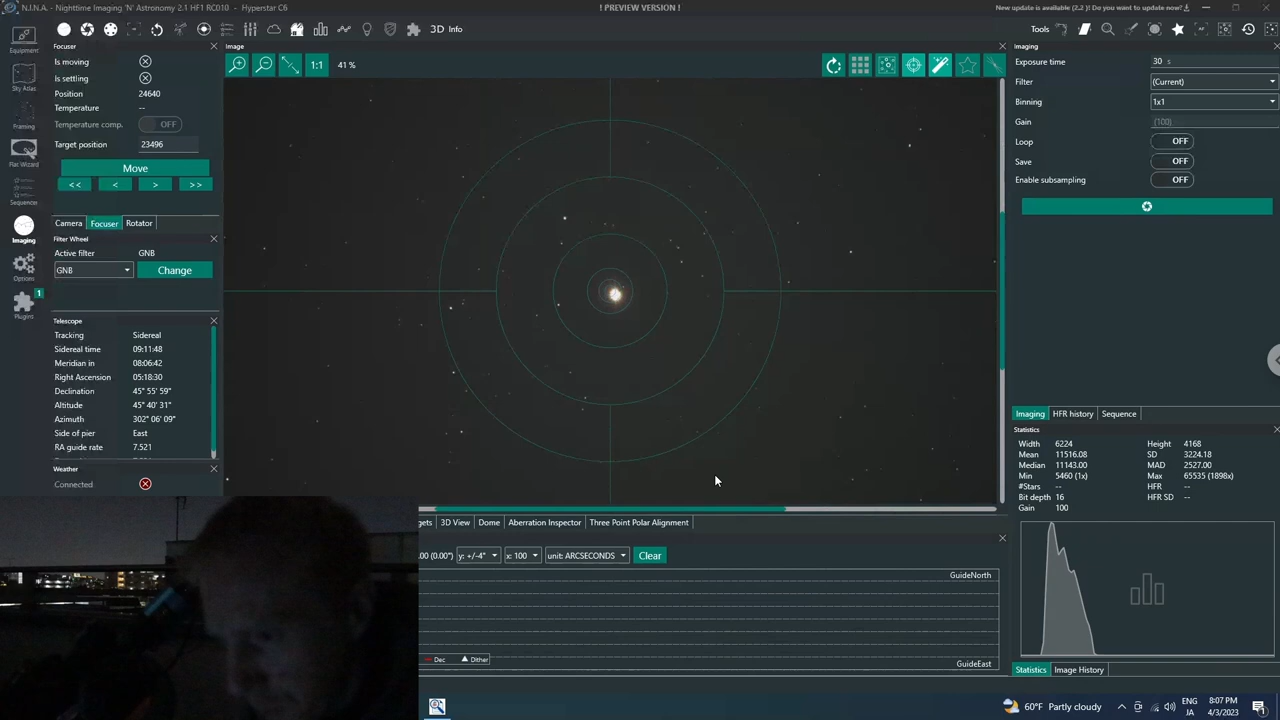 N.I.N.A. - Nighttime Imaging 'N' Astronomy 2.1 HF1 RC010 - Hyperstar C6
! PREVIEW VERSION !
New update is available (2.2 )! Do you want to update?
3D Info
Tools
Equipment
Sky Atlas
Framing
Flat Wizard
Sequencer
Imaging
Options
1
Plugins
Focuser
Is moving
Is settling
Position 24640
Temperature --
Temperature comp. OFF
Target position 23496
Move
<< < > >>
Camera Focuser Rotator
Filter Wheel
Active filter GNB
GNB Change
Telescope
Tracking Sidereal
Sidereal time 09:11:48
Meridian in 08:06:42
Right Ascension 05:18:30
Declination 45° 55' 59"
Altitude 45° 40' 31"
Azimuth 302° 06' 09"
Side of pier East
RA guide rate 7.521
Weather
Connected
Image
1:1 41 %
gets 3D View Dome Aberration Inspector Three Point Polar Alignment
.00 (0.00") y: +/-4" x: 100 unit: ARCSECONDS Clear
GuideNorth
GuideEast
Dec Dither
Imaging
Exposure time 30 s
Filter (Current)
Binning 1x1
Gain (100)
Loop OFF
Save OFF
Enable subsampling OFF
Imaging HFR history Sequence
Statistics
Width 6224 Height 4168
Mean 11516.08 SD 3224.18
Median 11143.00 MAD 2527.00
Min 5460 (1x) Max 65535 (1898x)
#Stars -- HFR --
Bit depth 16 HFR SD --
Gain 100
Statistics Image History
60°F Partly cloudy
ENG
JA
8:07 PM
4/3/2023